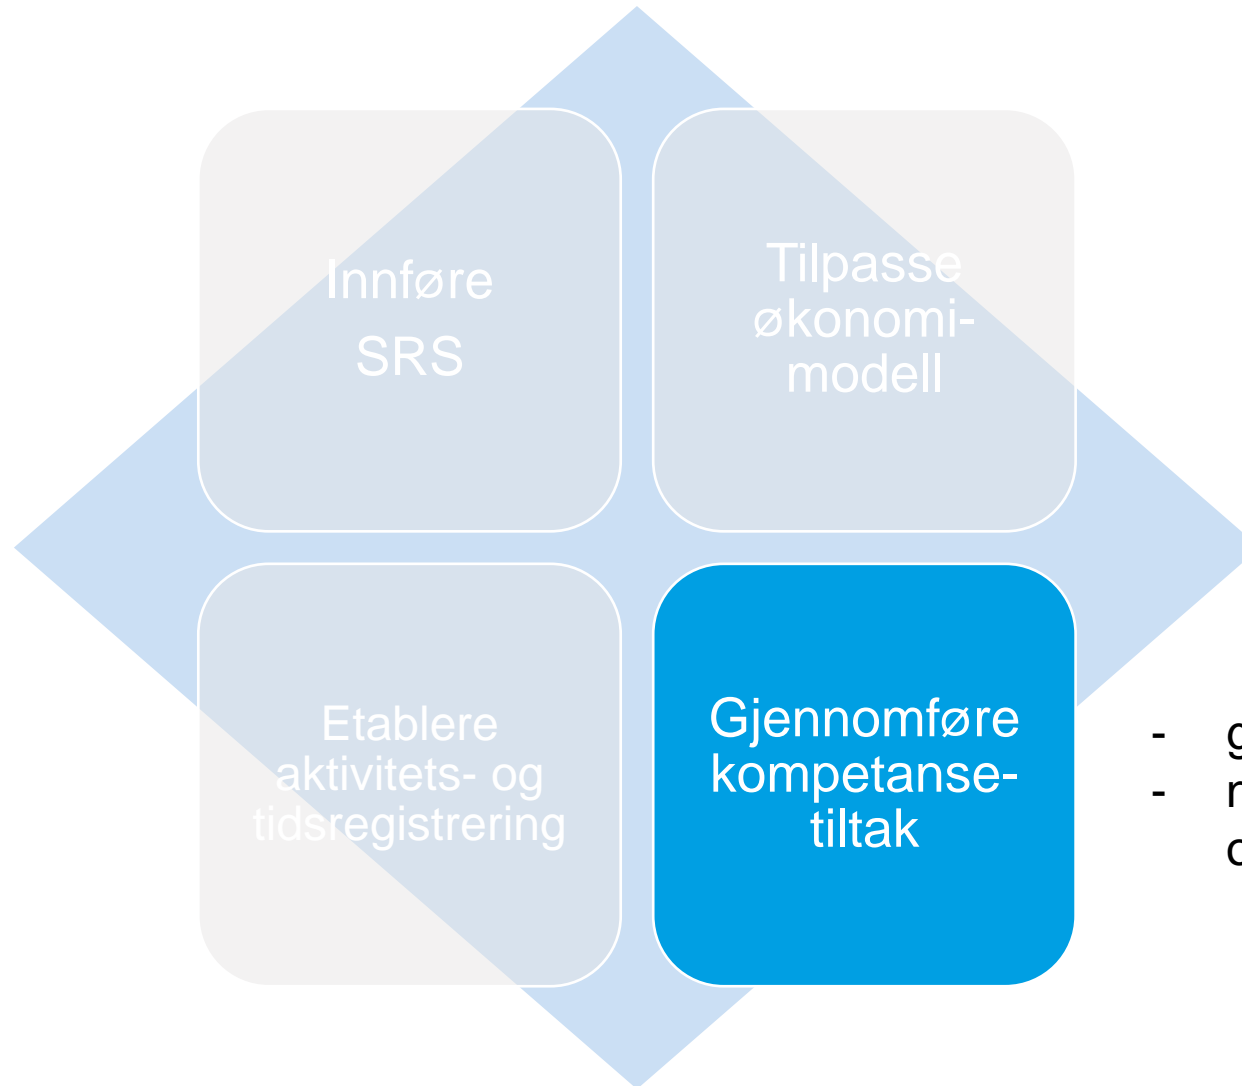 Innføre
SRS
Tilpasse
økonomi-
modell
Etablere
aktivitets- og
tidsregistrering
Gjennomføre
kompetanse-
tiltak
-
-